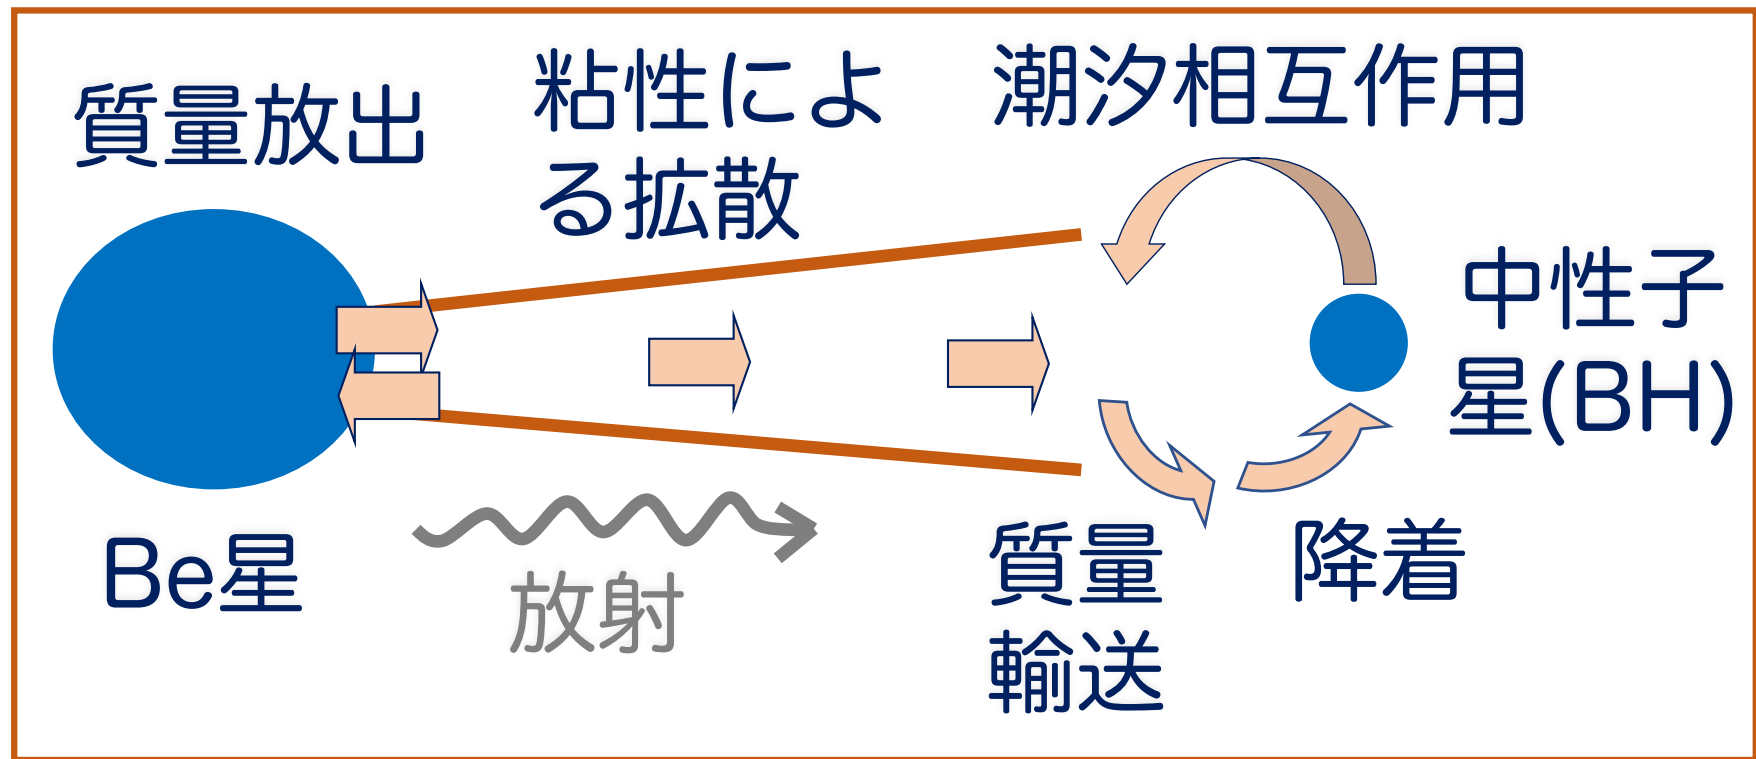 質量放出
粘性によ
る拡散
潮汐相互作用
中性子
星(BH)
Be星
放射
質量
輸送
降着